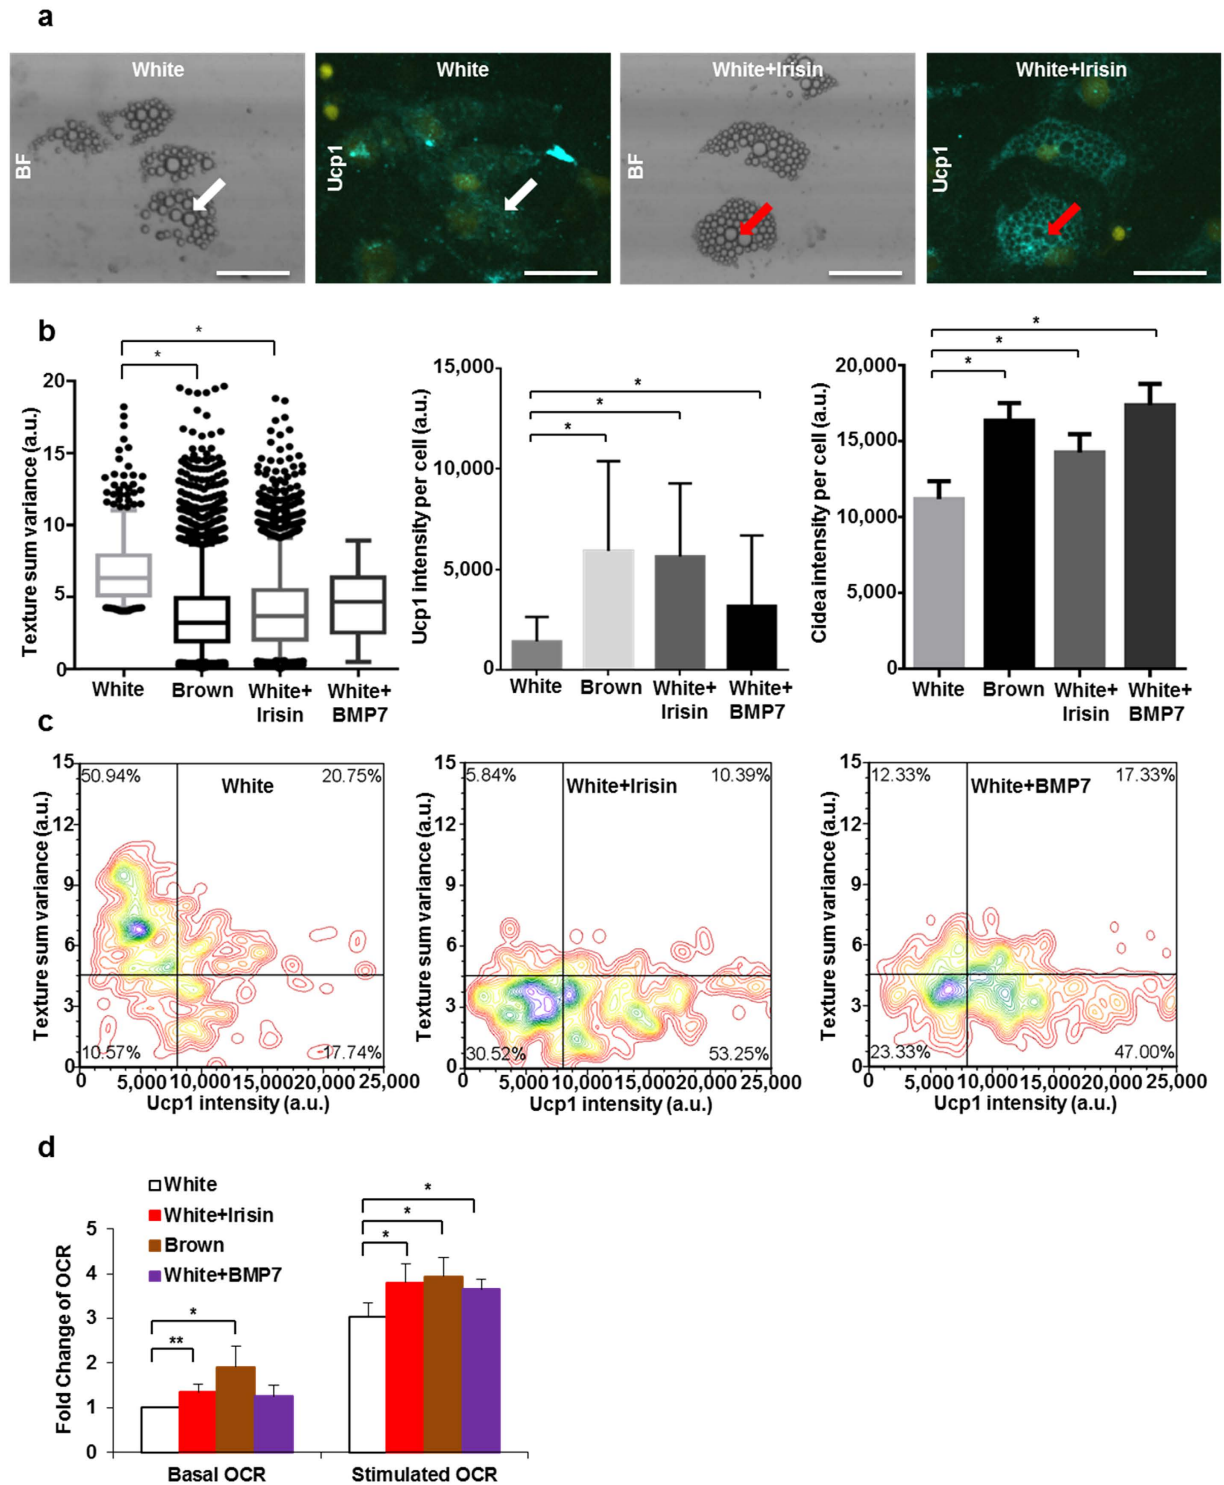 a
White
White
White+Irisin
White+Irisin
BF
Ucp1
BF
Ucp1
b
Texture sum variance (a.u.)
20
15
10
5
0
*
*
White
Brown
White+
Irisin
White+
BMP7
Ucp1 intensity per cell (a.u.)
15,000
10,000
5,000
0
*
*
*
White
Brown
White+
Irisin
White+
BMP7
Cidea intensity per cell (a.u.)
20,000
15,000
10,000
5,000
0
*
*
*
White
Brown
White+
Irisin
White+
BMP7
c
Texture sum variance (a.u.)
15
12
9
6
3
0
50.94%
White
20.75%
10.57%
17.74%
0 5,000 10,000 15,000 20,000 25,000
Ucp1 intensity (a.u.)
Texture sum variance (a.u.)
15
12
9
6
3
0
5.84%
White+Irisin
10.39%
30.52%
53.25%
0 5,000 10,000 15,000 20,000 25,000
Ucp1 intensity (a.u.)
Texture sum variance (a.u.)
15
12
9
6
3
0
12.33%
White+BMP7
17.33%
23.33%
47.00%
0 5,000 10,000 15,000 20,000 25,000
Ucp1 intensity (a.u.)
d
White
White+Irisin
Brown
White+BMP7
Fold Change of OCR
5
4
3
2
1
0
*
**
*
*
*
Basal OCR
Stimulated OCR